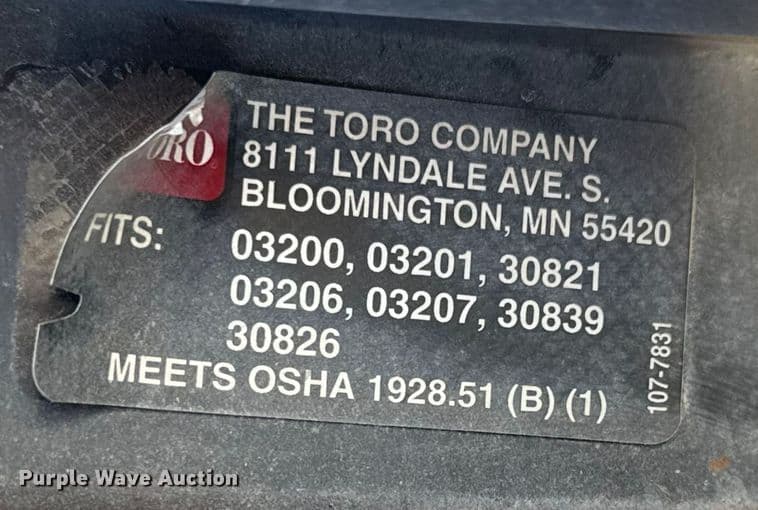 THE TORO COMPANY
8111 LYNDALE AVE. S.
BLOOMINGTON, MN 55420
FITS: 03200, 03201, 30821
03206, 03207, 30839
30826
MEETS OSHA 1928.51 (B) (1)
107-7831
Purple Wave Auction